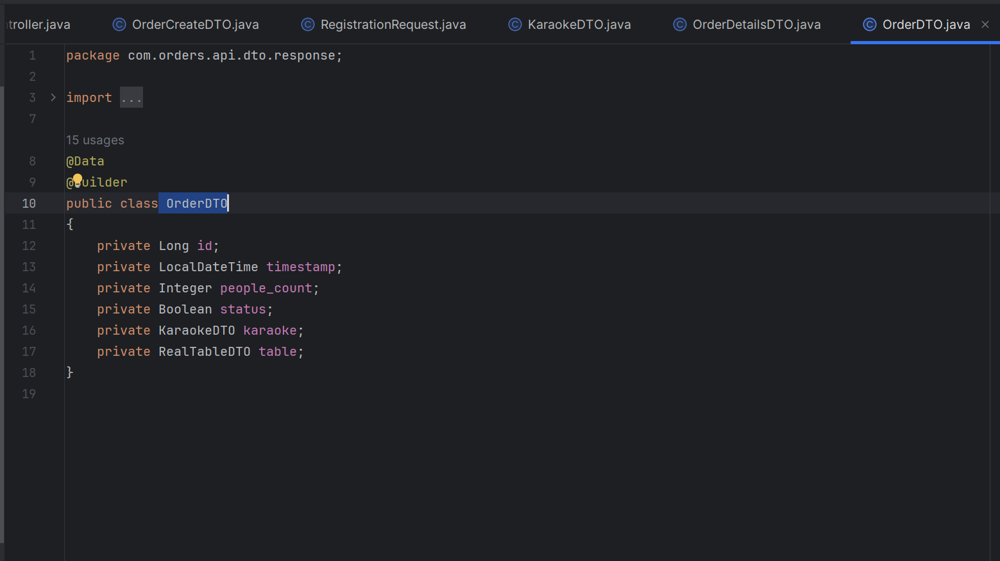 troller.java OrderCreateDTO.java RegistrationRequest.java KaraokeDTO.java OrderDetailsDTO.java OrderDTO.java
1 package com.orders.api.dto.response;
2
3 import ...
7
15 usages
8 @Data
9 @Builder
10 public class OrderDTO
11 {
12 private Long id;
13 private LocalDateTime timestamp;
14 private Integer people_count;
15 private Boolean status;
16 private KaraokeDTO karaoke;
17 private RealTableDTO table;
18 }
19